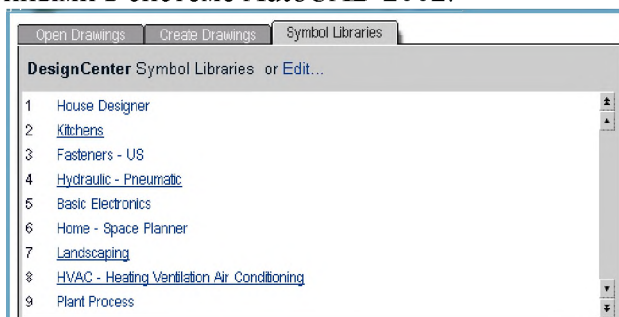 AutoCAD 2002.
Open Drawings Create Drawings Symbol Libraries
DesignCenter Symbol Libraries or Edit...
1 House Designer
2 Kitchens
3 Fasteners - US
4 Hydraulic - Pneumatic
5 Basic Electronics
6 Home - Space Planner
7 Landscaping
8 HVAC - Heating Ventilation Air Conditioning
9 Plant Process